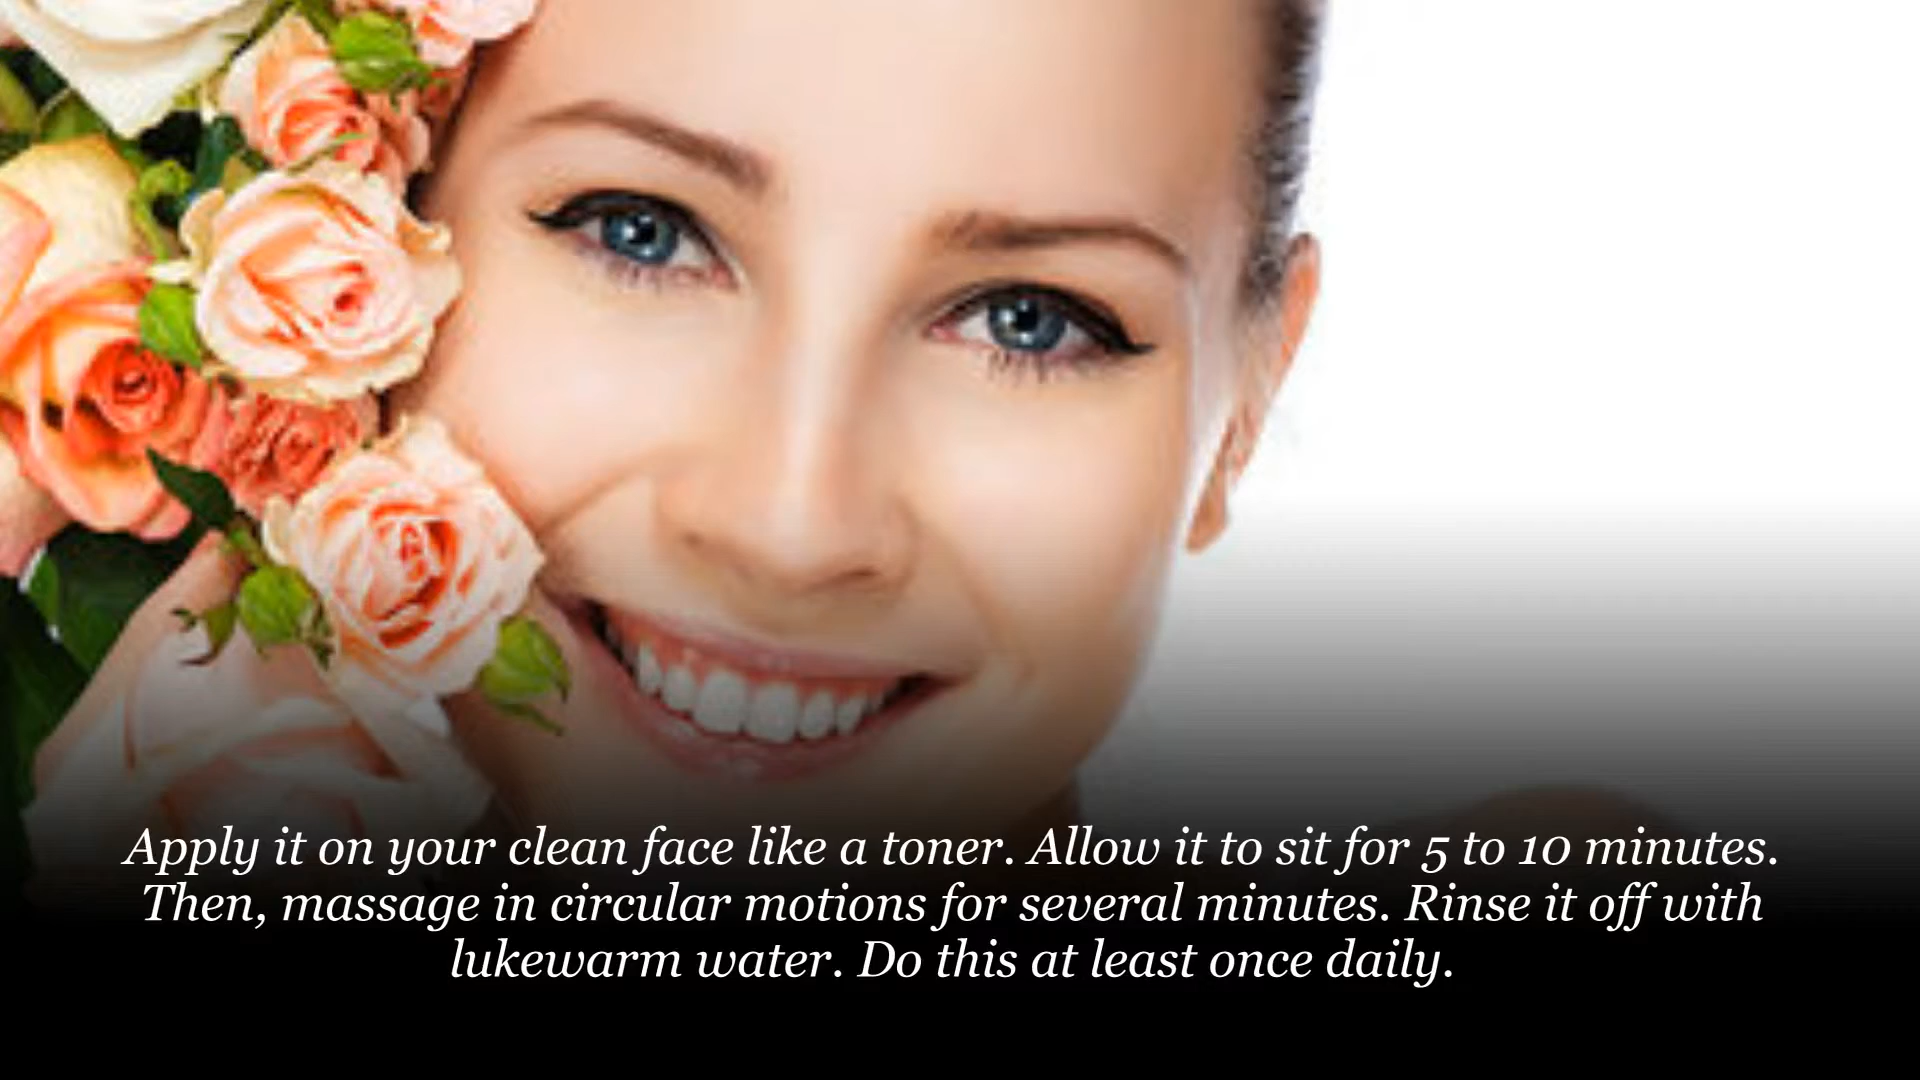 Apply it on your clean face like a toner. Allow it to sit for 5 to 10 minutes.
Then, massage in circular motions for several minutes. Rinse it off with
lukewarm water. Do this at least once daily.